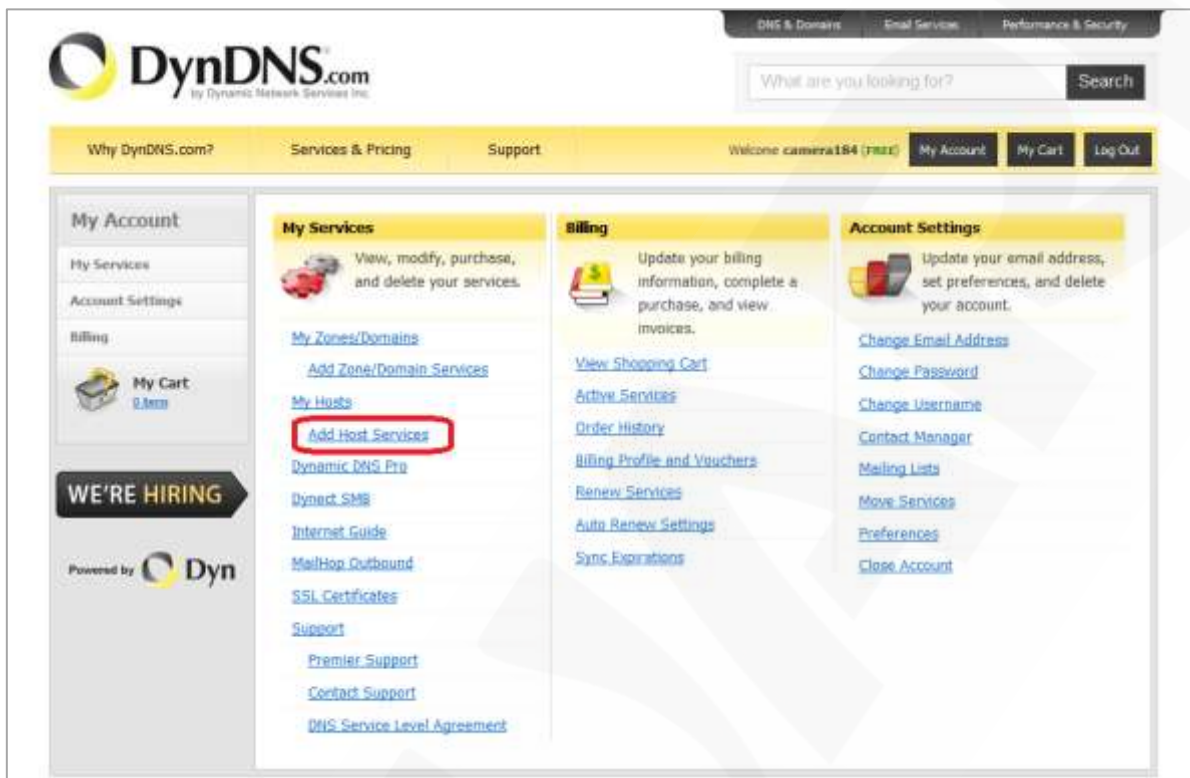 DNS & Domains Email Services Performance & Security
DynDNS.com
by Dynamic Network Services Inc.
What are you looking for? Search
Why DynDNS.com? Services & Pricing Support Welcome camera184 (FREE) My Account My Cart Log Out
My Account
My Services
Account Settings
Billing
My Cart
0 item
WE'RE HIRING
Powered by Dyn
My Services
View, modify, purchase,
and delete your services.
My Zones/Domains
Add Zone/Domain Services
My Hosts
Add Host Services
Dynamic DNS Pro
Dynect SMB
Internet Guide
MailHop Outbound
SSL Certificates
Support
Premier Support
Contact Support
DNS Service Level Agreement
Billing
Update your billing
information, complete a
purchase, and view
invoices.
View Shopping Cart
Active Services
Order History
Billing Profile and Vouchers
Renew Services
Auto Renew Settings
Sync Expirations
Account Settings
Update your email address,
set preferences, and delete
your account.
Change Email Address
Change Password
Change Username
Contact Manager
Mailing Lists
Move Services
Preferences
Close Account